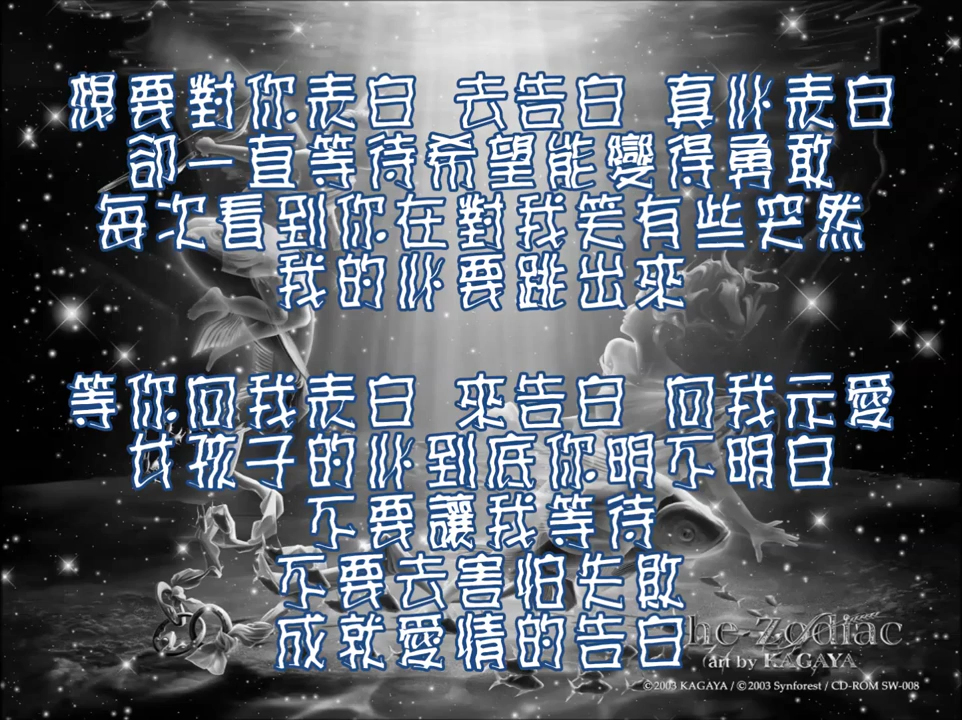 想要對你表白 去告白 真心表白
卻一直等待希望能變得勇敢
每次看到你在對我笑有些突然
我的心要跳出來
等你向我表白 來告白 向我示愛
女孩子的心到底你明不明白
不要讓我等待
不要去害怕失敗
成就愛情的告白
he Zodiac
art by KAGAYA
©2003 KAGAYA / ©2003 Synforest / CD-ROM SW-008